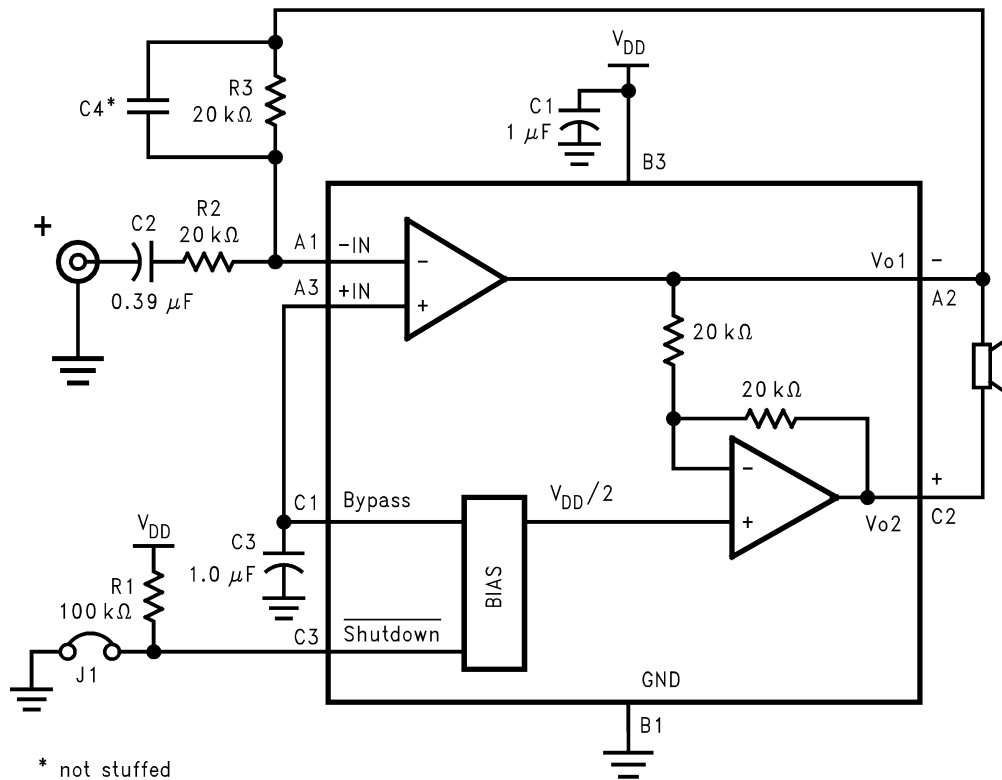 V_DD
R3
20 kΩ
C4*
C1
1 μF
B3
+
C2
0.39 μF
R2
20 kΩ
A1
-IN
A3
+IN
-
+
Vo1
-
A2
20 kΩ
20 kΩ
-
+
V_DD/2
+
C2
Vo2
C1
Bypass
C3
1.0 μF
BIAS
V_DD
R1
100 kΩ
C3
Shutdown
J1
GND
B1
* not stuffed